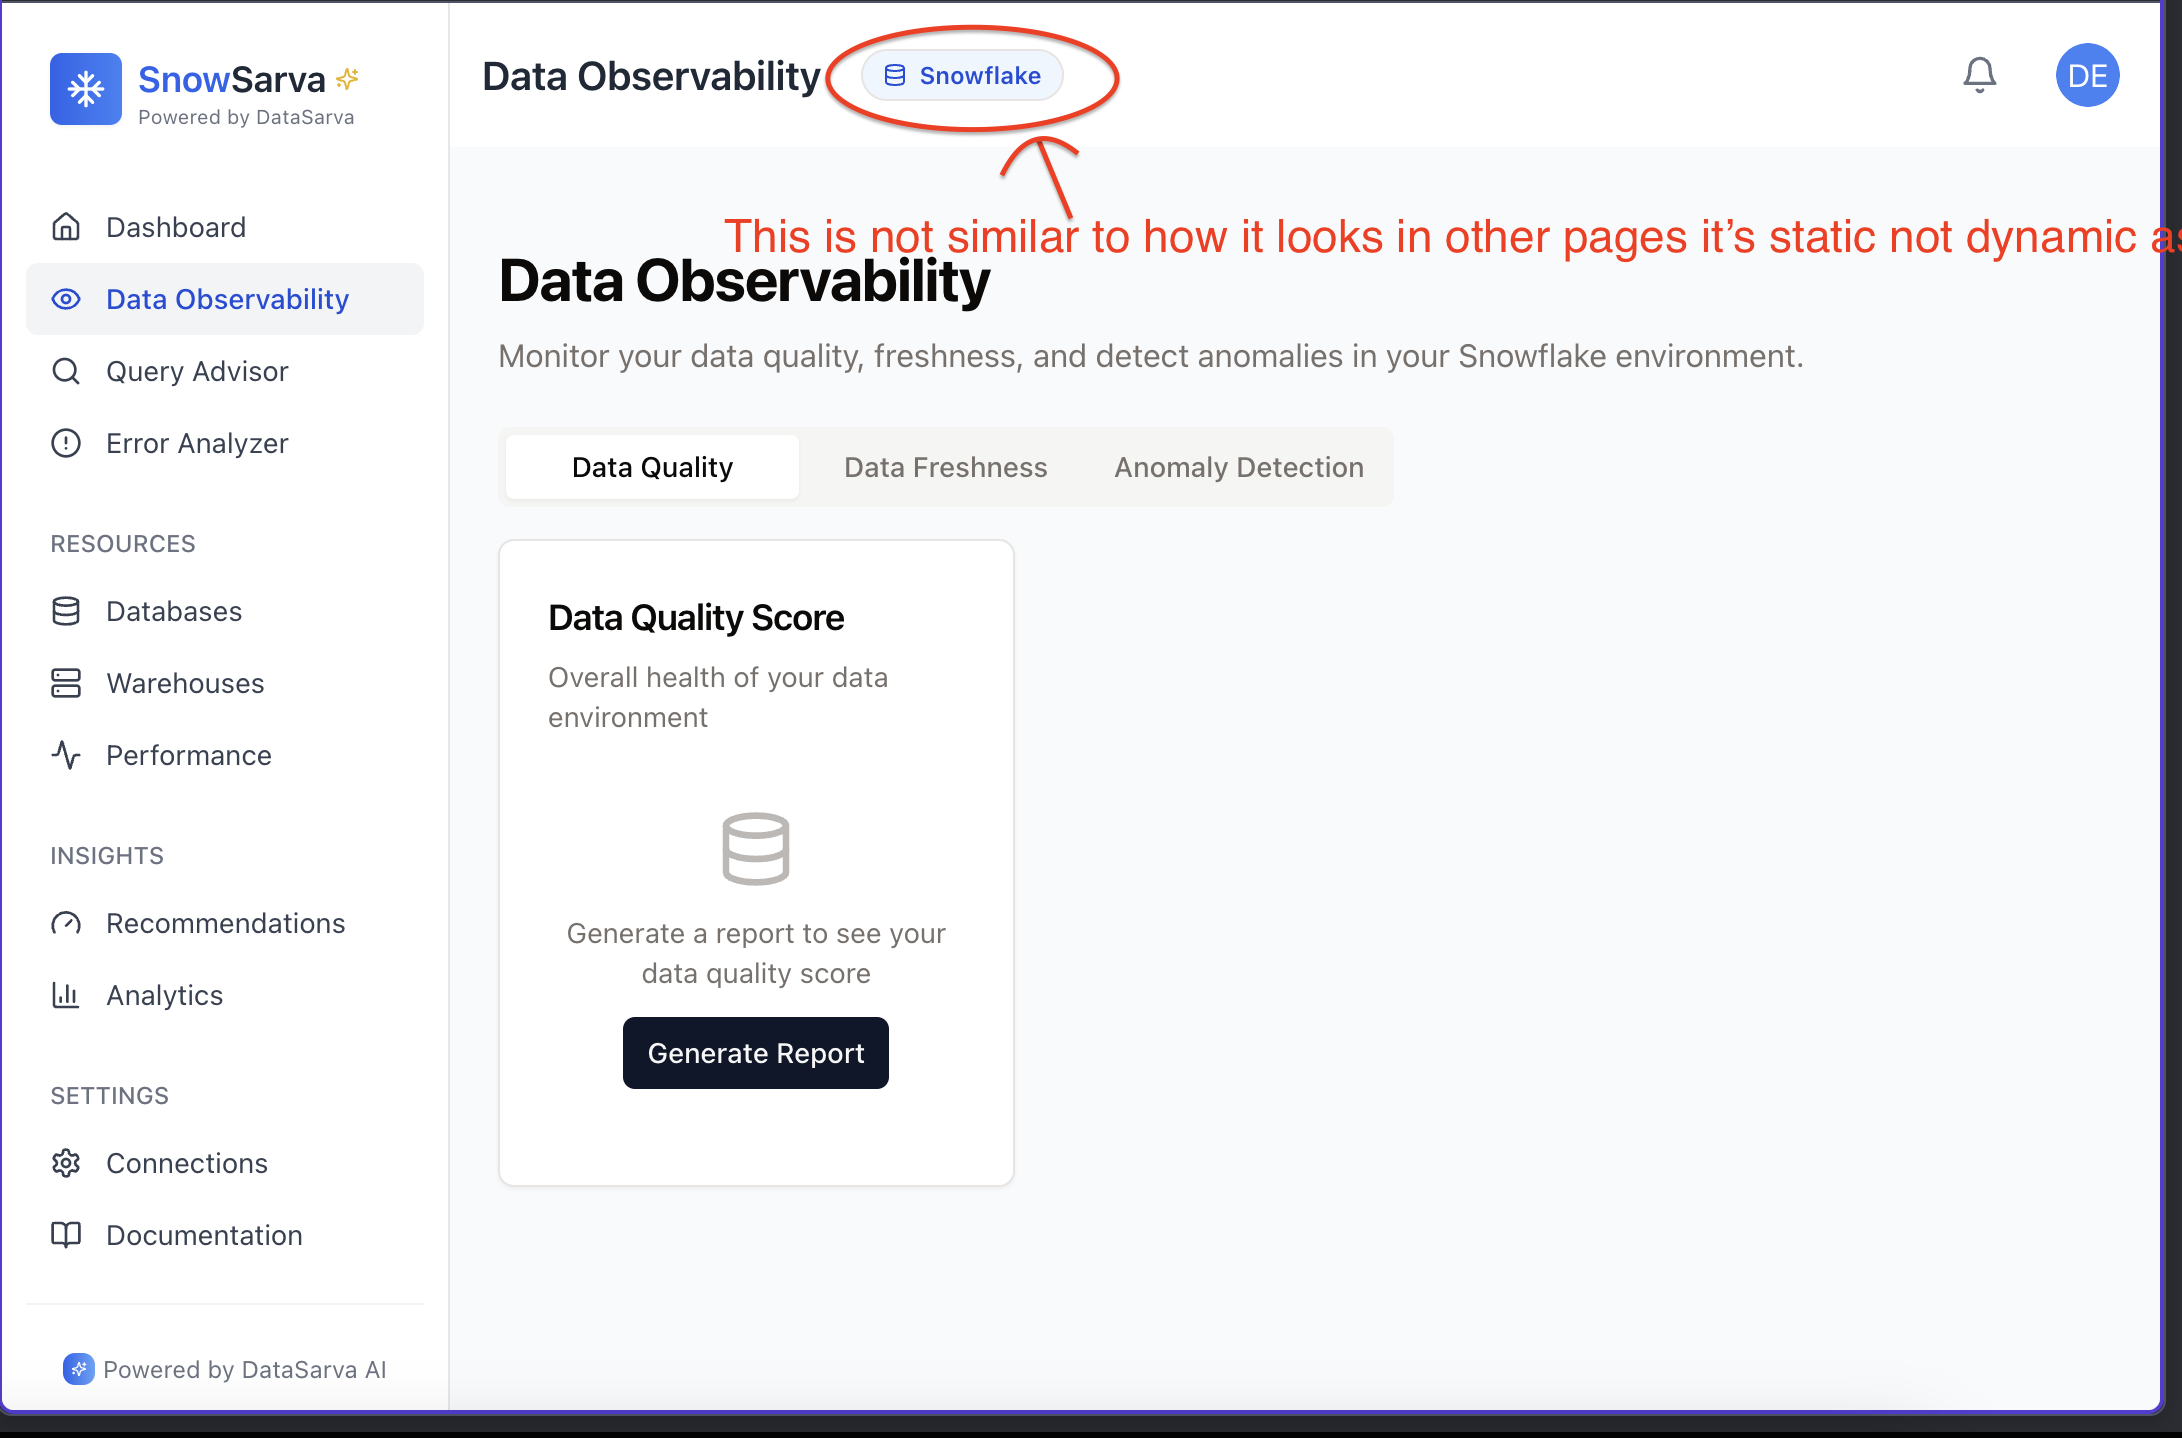 SnowSarva
Powered by DataSarva
Dashboard
Data Observability
Query Advisor
Error Analyzer
RESOURCES
Databases
Warehouses
Performance
INSIGHTS
Recommendations
Analytics
SETTINGS
Connections
Documentation
Powered by DataSarva AI
Data Observability
Snowflake
DE
This is not similar to how it looks in other pages it's static not dynamic as
Data Observability
Monitor your data quality, freshness, and detect anomalies in your Snowflake environment.
Data Quality
Data Freshness
Anomaly Detection
Data Quality Score
Overall health of your data
environment
Generate a report to see your
data quality score
Generate Report